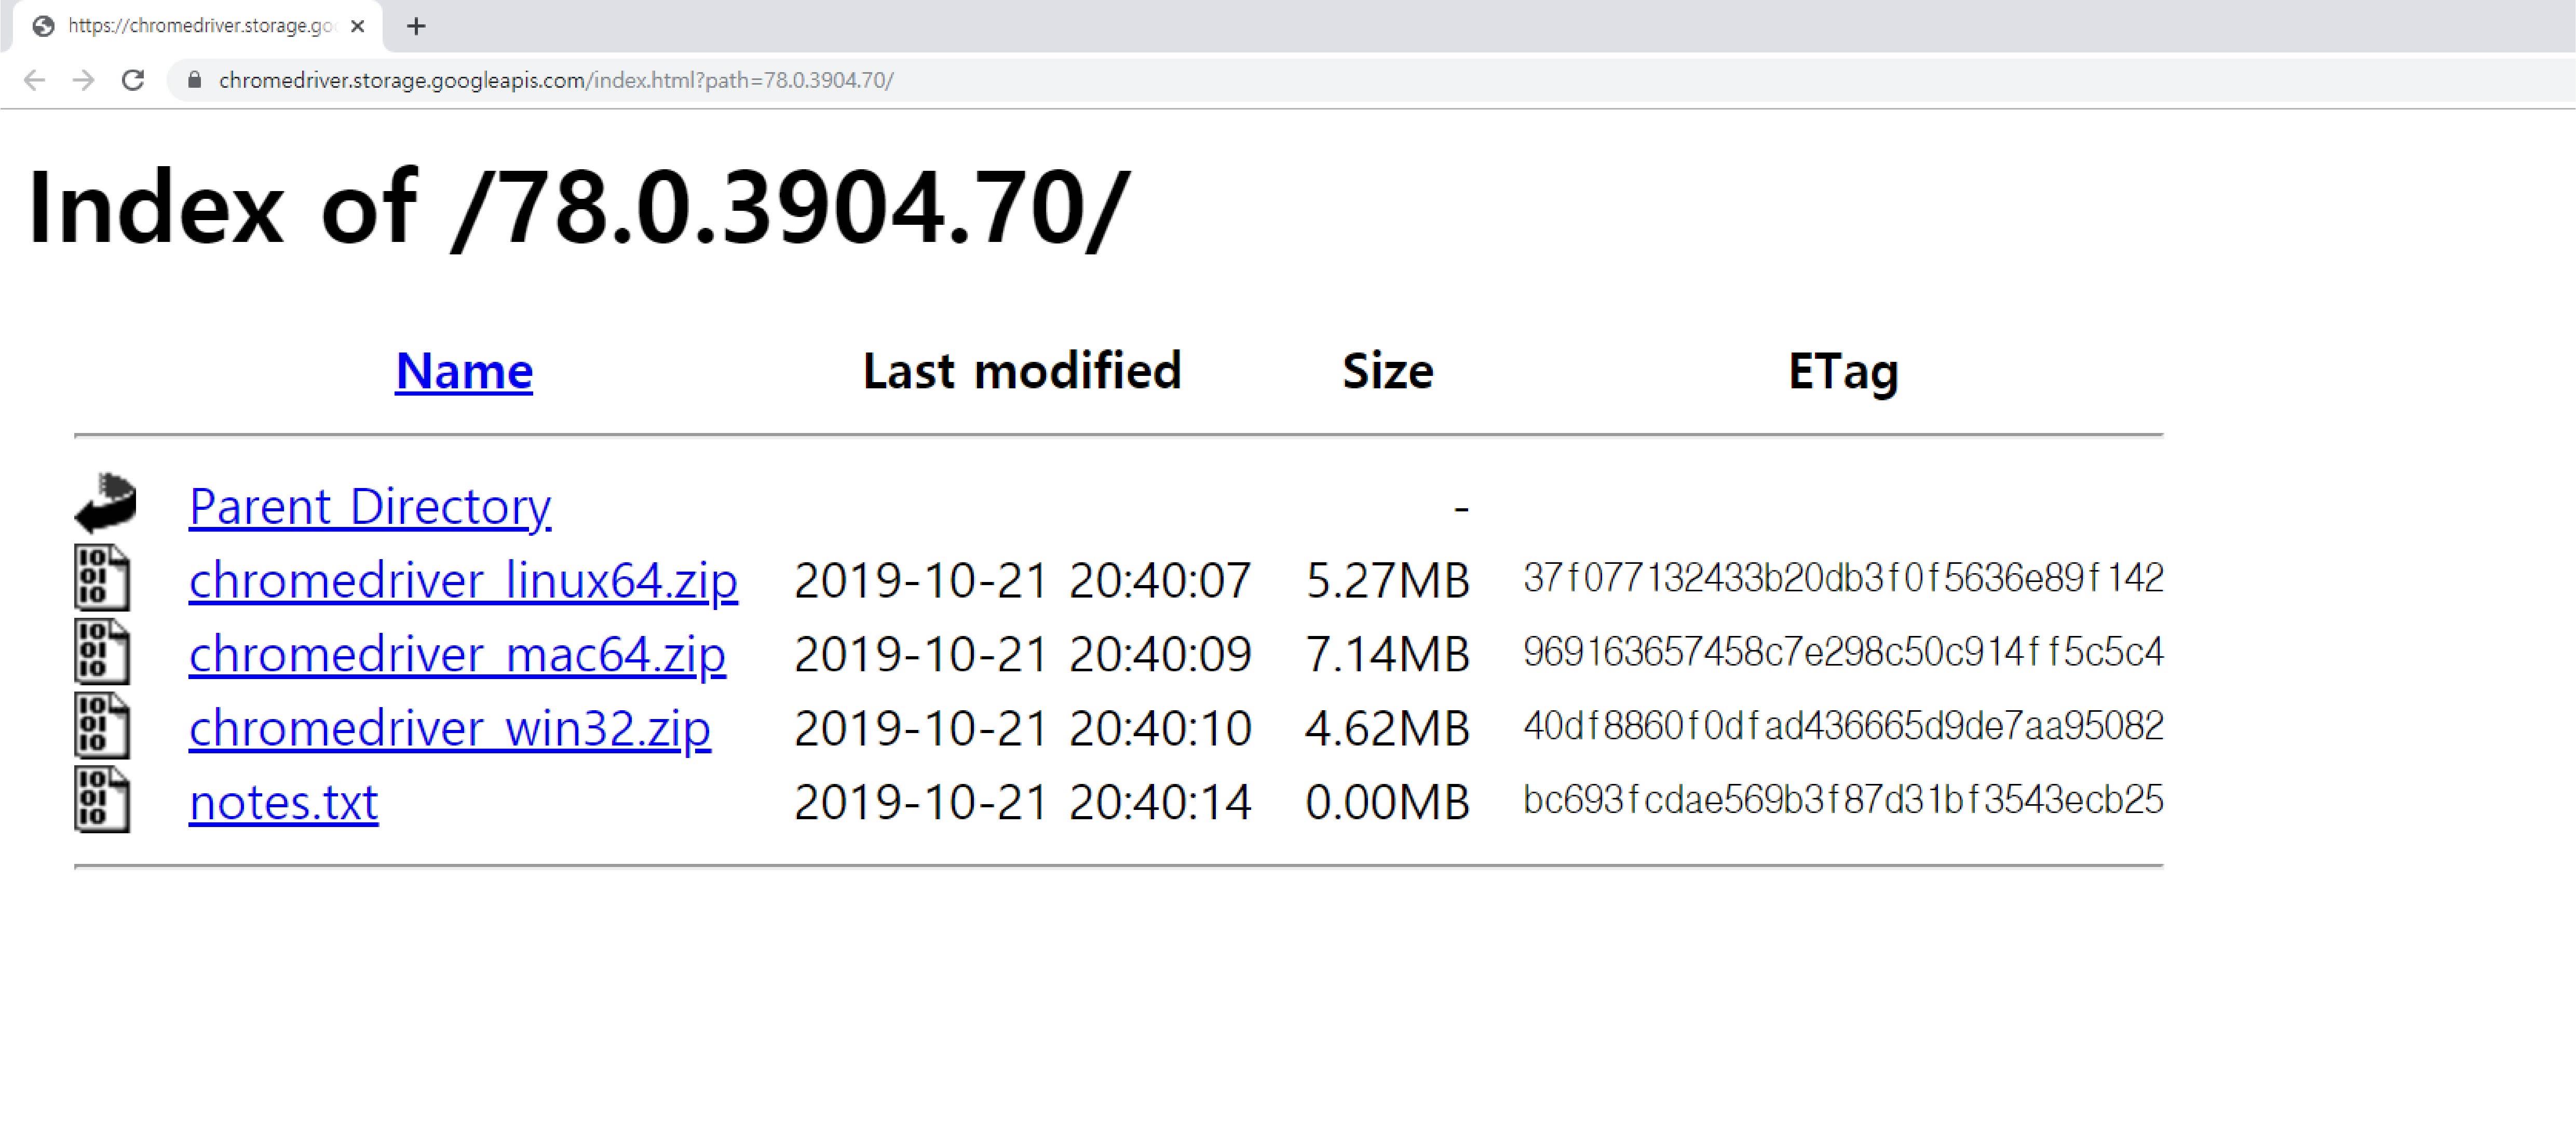 https://chromedriver.storage.go
chromedriver.storage.googleapis.com/index.html?path=78.0.3904.70/
Index of /78.0.3904.70/
Name Last modified Size ETag
Parent Directory -
chromedriver_linux64.zip 2019-10-21 20:40:07 5.27MB 37f077132433b20db3f0f5636e89f142
chromedriver_mac64.zip 2019-10-21 20:40:09 7.14MB 969163657458c7e298c50c914ff5c5c4
chromedriver_win32.zip 2019-10-21 20:40:10 4.62MB 40df8860f0dfad436665d9de7aa95082
notes.txt 2019-10-21 20:40:14 0.00MB bc693fcdae569b3f87d31bf3543ecb25